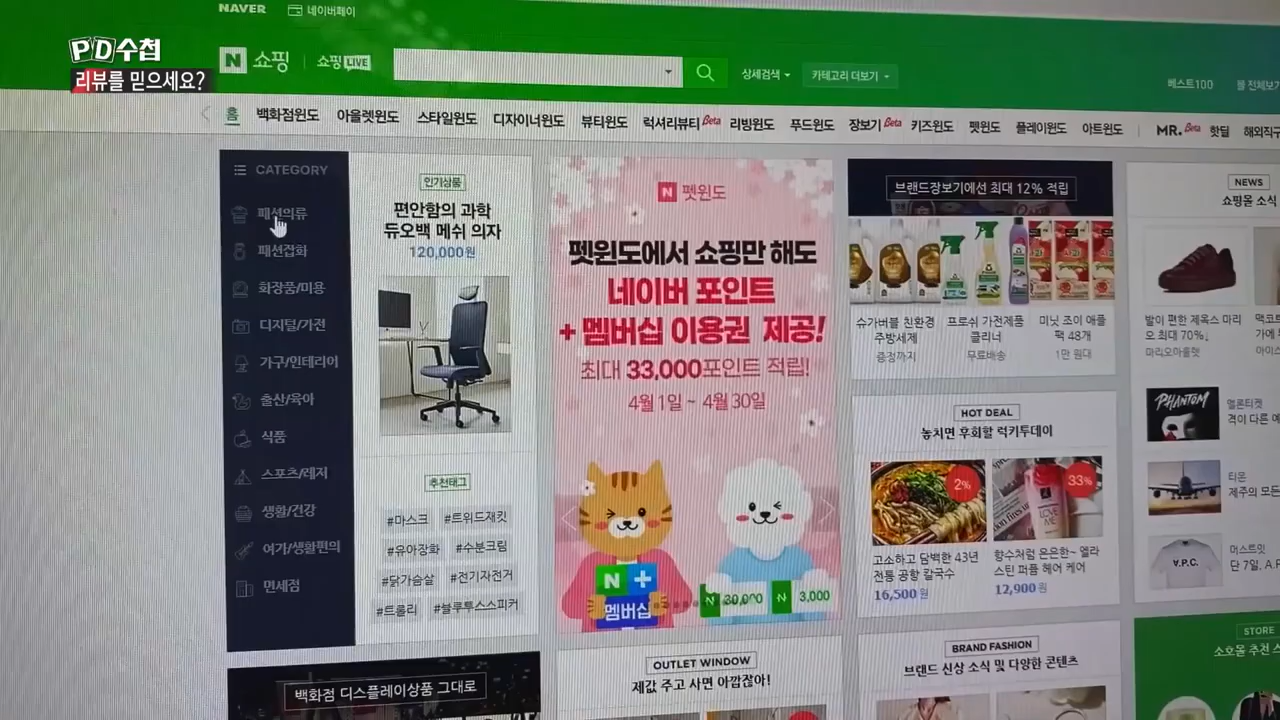 NAVER 네이버페이
PD수첩
리뷰를 믿으세요?
N 쇼핑 쇼핑 LIVE
상세검색 카테고리 더보기
베스트100
홈 백화점윈도 아울렛윈도 스타일윈도 디자이너윈도 뷰티윈도 럭셔리뷰티 Beta 리빙윈도 푸드윈도 장보기 Beta 키즈윈도 펫윈도 플레이윈도 아트윈도 MR. Beta 핫딜 해외직구
CATEGORY
패션의류
패션잡화
화장품/미용
디지털/가전
가구/인테리어
출산/육아
식품
스포츠/레저
생활/건강
여가/생활편의
면세점
인기상품
편안함의 과학
듀오백 메쉬 의자
120,000원
추천태그
#마스크 #트위드재킷
#유아장화 #수분크림
#닭가슴살 #전기자전거
#트롤리 #블루투스스피커
N 펫윈도
펫윈도에서 쇼핑만 해도
네이버 포인트
+ 멤버십 이용권 제공!
최대 33,000포인트 적립!
4월 1일 ~ 4월 30일
N +
멤버십
N 30,000
N 3,000
브랜드장보기에선 최대 12% 적립
슈가버블 친환경
주방세제
증정까지
프로쉬 가전제품
클리너
무료배송
미닛 조이 애플
팩 48개
1만 원대
HOT DEAL
놓치면 후회할 럭키투데이
2%
33%
고소하고 담백한 43년
전통 공항 칼국수
16,500원
향수처럼 은은한~ 엘라
스틴 퍼퓸 헤어 케어
12,900원
NEWS
쇼핑몰 소식
발이 편한 제옥스 마리
오 최대 70%↓
마리오아울렛
PHANTOM
멜론티켓
격이 다른
티몬
제주의 모든
A.P.C.
머스트잇
단 7일, A.P
백화점 디스플레이상품 그대로
OUTLET WINDOW
제값 주고 사면 아깝잖아!
BRAND FASHION
브랜드 신상 소식 및 다양한 콘텐츠
STORE
소호몰 추천